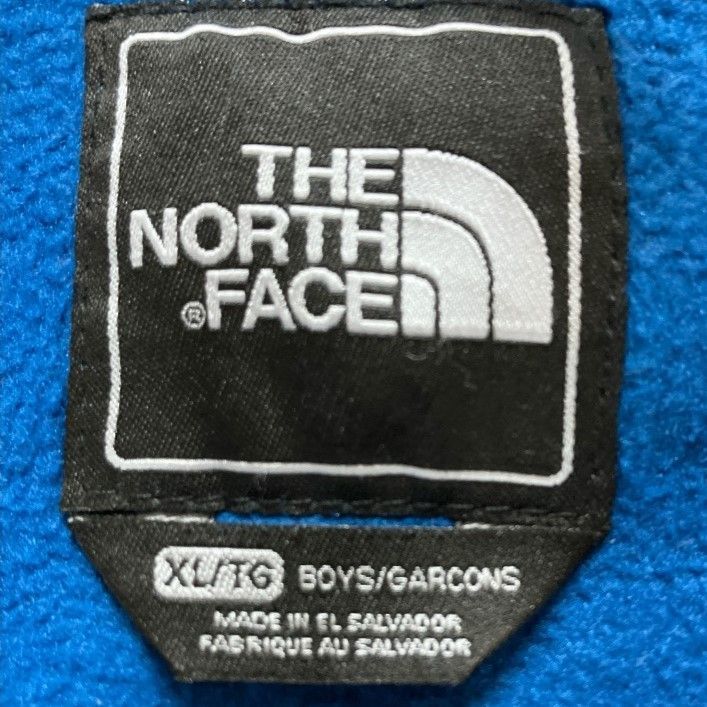 THE
NORTH
®FACE
XL/TG BOYS/GARCONS
MADE IN EL SALVADOR
FABRIQUE AU SALVADOR